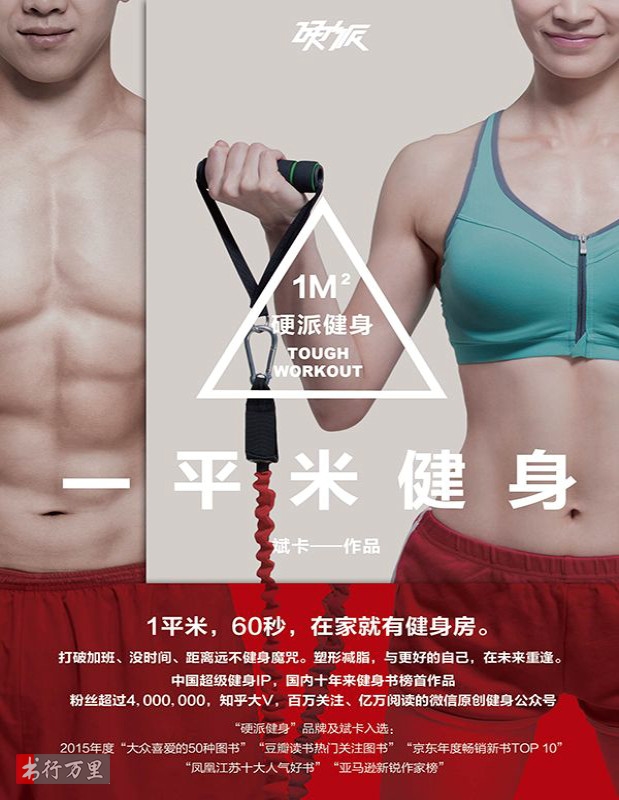 硬派
1M²
硬派健身
TOUGH
WORKOUT
一平米健身
斌卡——作品
1平米，60秒，在家就有健身房。
打破加班、没时间、距离远不健身魔咒。塑形减脂，与更好的自己，在未来重逢。
中国超级健身IP，国内十年来健身书榜首作品
粉丝超过4,000,000，知乎大V，百万关注、亿万阅读的微信原创健身公众号
“硬派健身”品牌及斌卡入选：
2015年度“大众喜爱的50种图书” “豆瓣读书热门关注图书” “京东年度畅销新书TOP 10”
“凤凰江苏十大人气好书” “亚马逊新锐作家榜”
书行万里